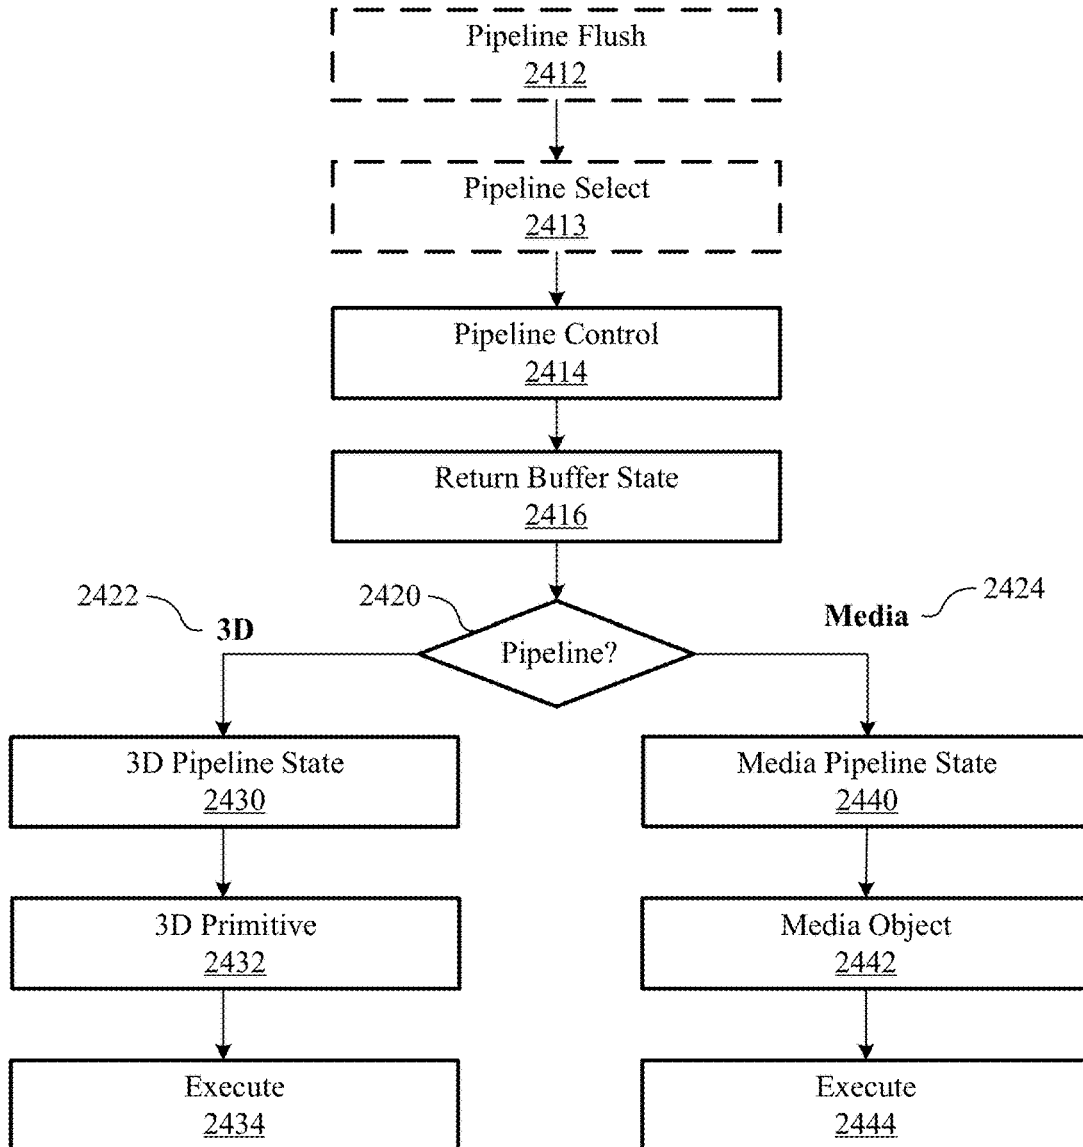 Pipeline Flush
2412
Pipeline Select
2413
Pipeline Control
2414
Return Buffer State
2416
2422
3D
2420
Pipeline?
Media
2424
3D Pipeline State
2430
Media Pipeline State
2440
3D Primitive
2432
Media Object
2442
Execute
2434
Execute
2444